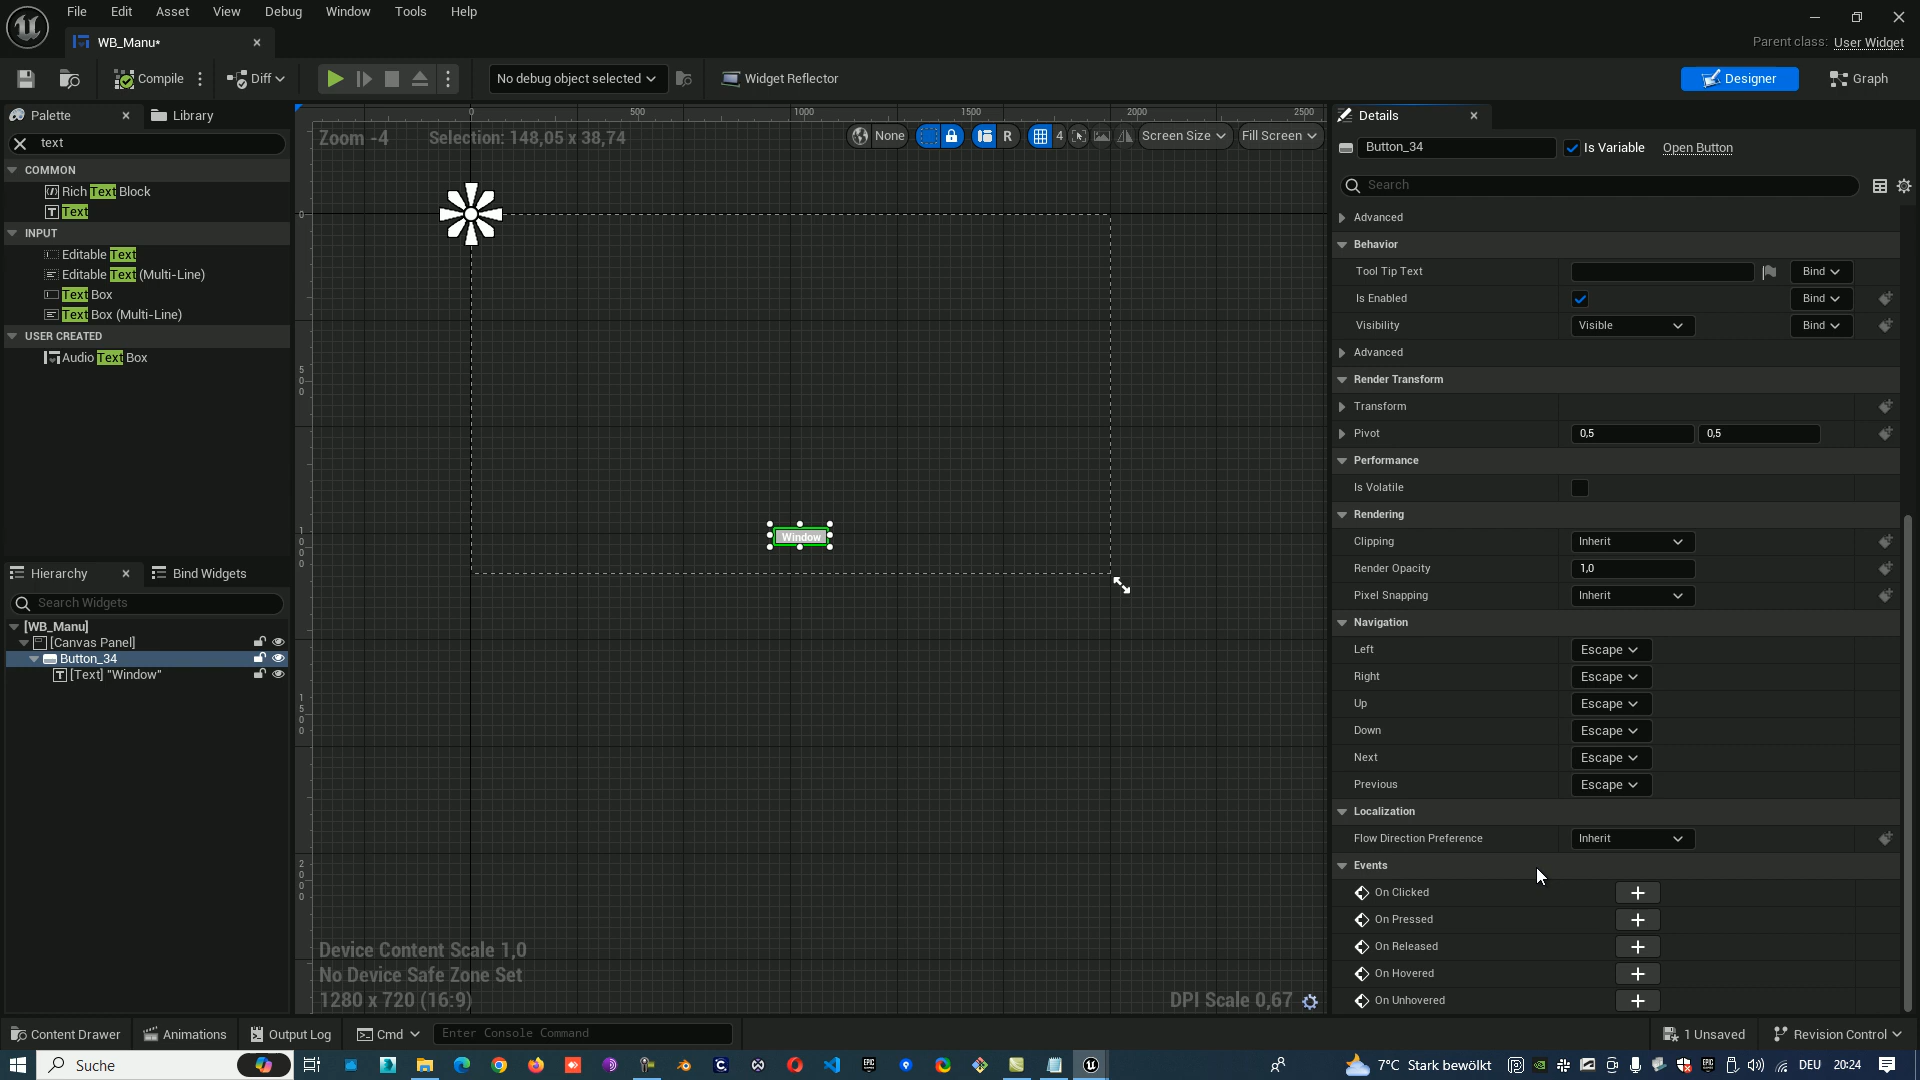 File Edit Asset View Debug Window Tools Help
WB_Manu*
Parent class: User Widget
Compile Diff No debug object selected Widget Reflector Designer Graph
Palette Library
text
COMMON
Rich Text Block
Text
INPUT
Editable Text
Editable Text (Multi-Line)
Text Box
Text Box (Multi-Line)
USER CREATED
Audio Text Box
Hierarchy Bind Widgets
Search Widgets
[WB_Manu]
[Canvas Panel]
Button_34
[Text] "Window"
0 500 1000 1500 2000 2500
Zoom -4 Selection: 148,05 x 38,74
None R 4 Screen Size Fill Screen
0
500
1000
1500
2000
Window
Device Content Scale 1,0
No Device Safe Zone Set
1280 x 720 (16:9)
DPI Scale 0,67
Details
Button_34 Is Variable Open Button
Search
Advanced
Behavior
Tool Tip Text Bind
Is Enabled Bind
Visibility Visible Bind
Advanced
Render Transform
Transform
Pivot 0,5 0,5
Performance
Is Volatile
Rendering
Clipping Inherit
Render Opacity 1,0
Pixel Snapping Inherit
Navigation
Left Escape
Right Escape
Up Escape
Down Escape
Next Escape
Previous Escape
Localization
Flow Direction Preference Inherit
Events
On Clicked
On Pressed
On Released
On Hovered
On Unhovered
Content Drawer Animations Output Log Cmd Enter Console Command 1 Unsaved Revision Control
Suche 7°C Stark bewölkt DEU 20:24